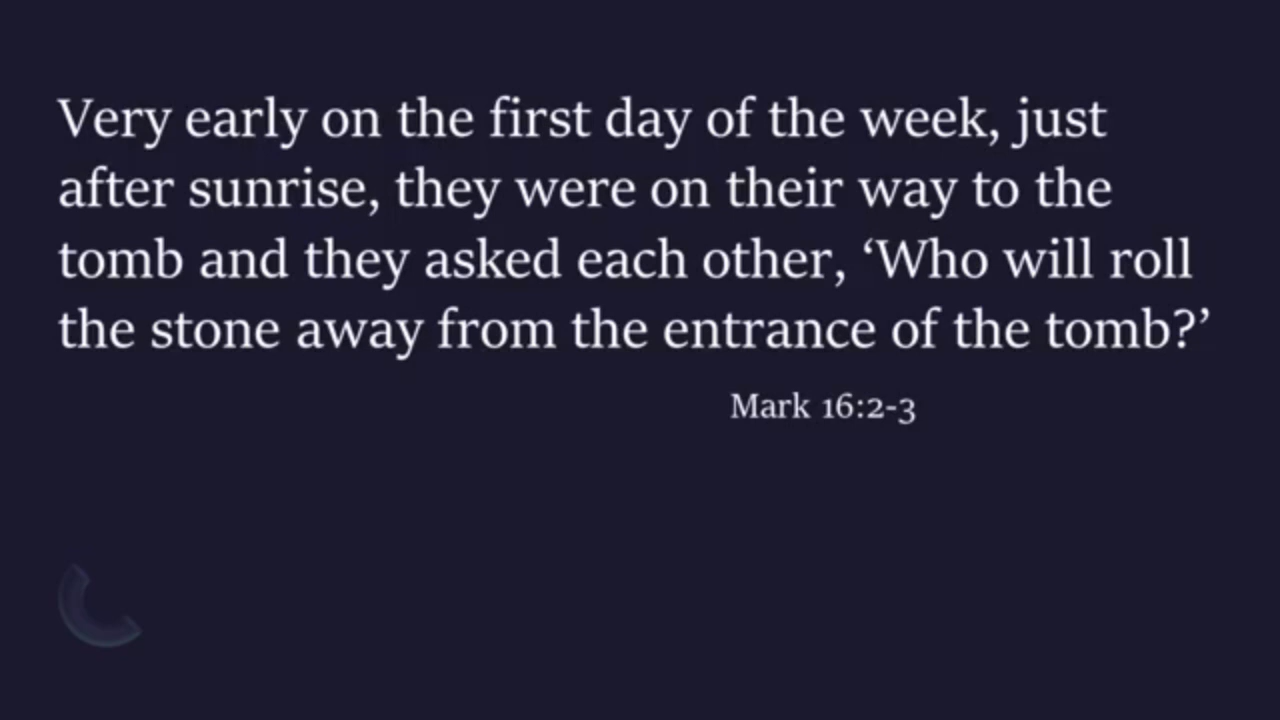 Very early on the first day of the week, just
after sunrise, they were on their way to the
tomb and they asked each other, ‘Who will roll
the stone away from the entrance of the tomb?’
Mark 16:2-3